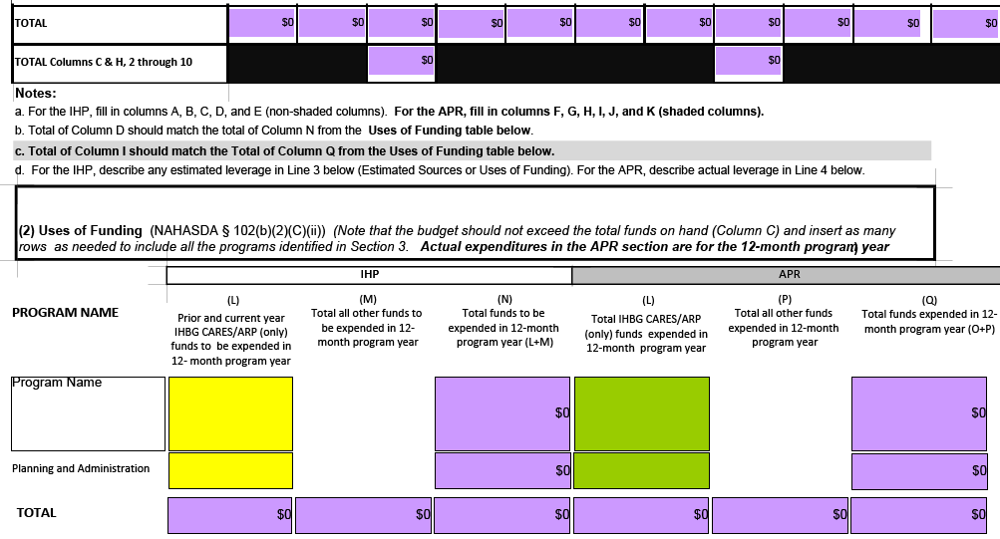 TOTAL $0 $0 $0 $0 $0 $0 $0 $0 $0 $0 $0
TOTAL Columns C & H, 2 through 10 $0 $0
Notes:
a. For the IHP, fill in columns A, B, C, D, and E (non-shaded columns). For the APR, fill in columns F, G, H, I, J, and K (shaded columns).
b. Total of Column D should match the total of Column N from the Uses of Funding table below.
c. Total of Column I should match the Total of Column Q from the Uses of Funding table below.
d. For the IHP, describe any estimated leverage in Line 3 below (Estimated Sources or Uses of Funding). For the APR, describe actual leverage in Line 4 below.
(2) Uses of Funding (NAHASDA § 102(b)(2)(C)(ii)) (Note that the budget should not exceed the total funds on hand (Column C) and insert as many
rows as needed to include all the programs identified in Section 3. Actual expenditures in the APR section are for the 12-month program) year
IHP APR
PROGRAM NAME
(L)
Prior and current year
IHBG CARES/ARP (only)
funds to be expended in
12- month program year
(M)
Total all other funds to
be expended in 12-
month program year
(N)
Total funds to be
expended in 12-month
program year (L+M)
(L)
Total IHBG CARES/ARP
(only) funds expended in
12-month program year
(P)
Total all other funds
expended in 12-month
program year
(Q)
Total funds expended in 12-
month program year (O+P)
Program Name
$0 $0
Planning and Administration $0 $0
TOTAL $0 $0 $0 $0 $0 $0